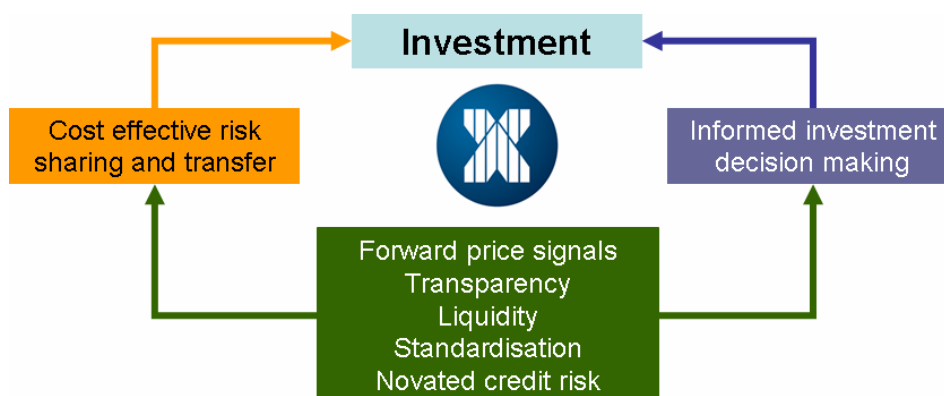 Investment
Cost effective risk
sharing and transfer
Informed investment
decision making
Forward price signals
Transparency
Liquidity
Standardisation
Novated credit risk